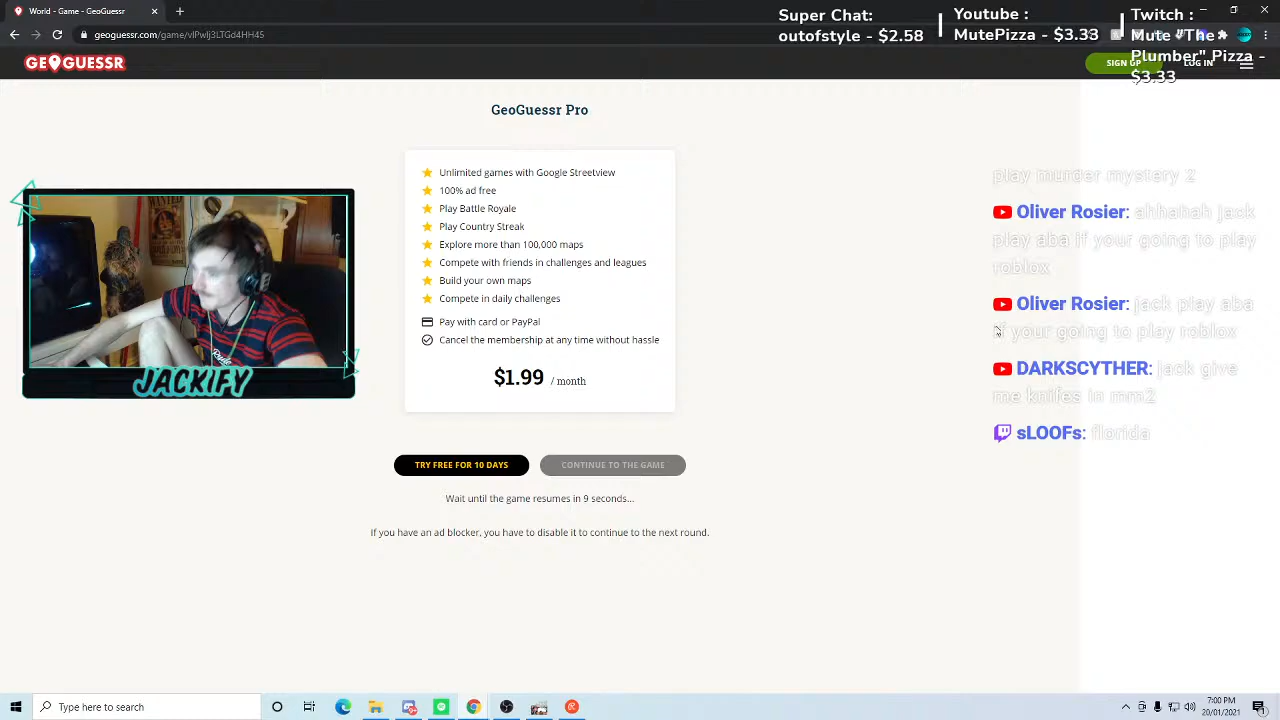 World - GeoGuessr
geoguessr.com/game/vlPwlj3LTGd4HH4S
Super Chat:
outofstyle - $2.58
Youtube :
MutePizza - $3.33
Twitch :
Mute "The
Plumber" Pizza -
$3.33
GEOGUESSR
SIGN UP
LOG IN
GeoGuessr Pro
Unlimited games with Google Streetview
100% ad free
Play Battle Royale
Play Country Streak
Explore more than 100,000 maps
Compete with friends in challenges and leagues
Build your own maps
Compete in daily challenges
Pay with card or PayPal
Cancel the membership at any time without hassle
$1.99 / month
TRY FREE FOR 10 DAYS
CONTINUE TO THE GAME
Wait until the game resumes in 9 seconds...
If you have an ad blocker, you have to disable it to continue to the next round.
WANTED
Rude
JACKIFY
play murder mystery 2
Oliver Rosier: ahhahah jack
play aba if your going to play
roblox
Oliver Rosier: jack play aba
if your going to play roblox
DARKSCYTHER: jack give
me knifes in mm2
sLOOFs: florida
Type here to search
7:00 PM
20/01/2021